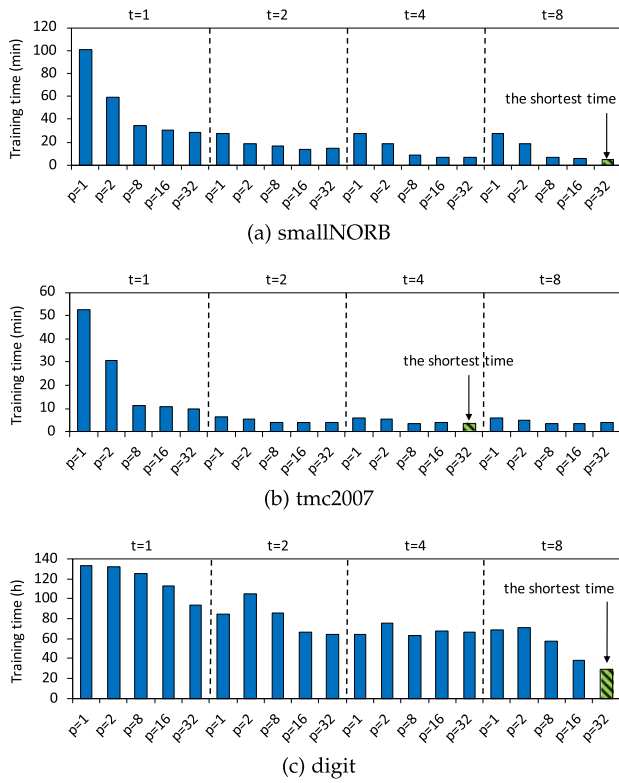 t=1 t=2 t=4 t=8
120
100
80
60
40
20
0
Training time (min)
the shortest time
p=1 p=2 p=8 p=16 p=32 p=1 p=2 p=8 p=16 p=32 p=1 p=2 p=8 p=16 p=32 p=1 p=2 p=8 p=16 p=32
(a) smallNORB
t=1 t=2 t=4 t=8
60
50
40
30
20
10
0
Training time (min)
the shortest time
p=1 p=2 p=8 p=16 p=32 p=1 p=2 p=8 p=16 p=32 p=1 p=2 p=8 p=16 p=32 p=1 p=2 p=8 p=16 p=32
(b) tmc2007
t=1 t=2 t=4 t=8
140
120
100
80
60
40
20
0
Training time (h)
the shortest time
p=1 p=2 p=8 p=16 p=32 p=1 p=2 p=8 p=16 p=32 p=1 p=2 p=8 p=16 p=32 p=1 p=2 p=8 p=16 p=32
(c) digit